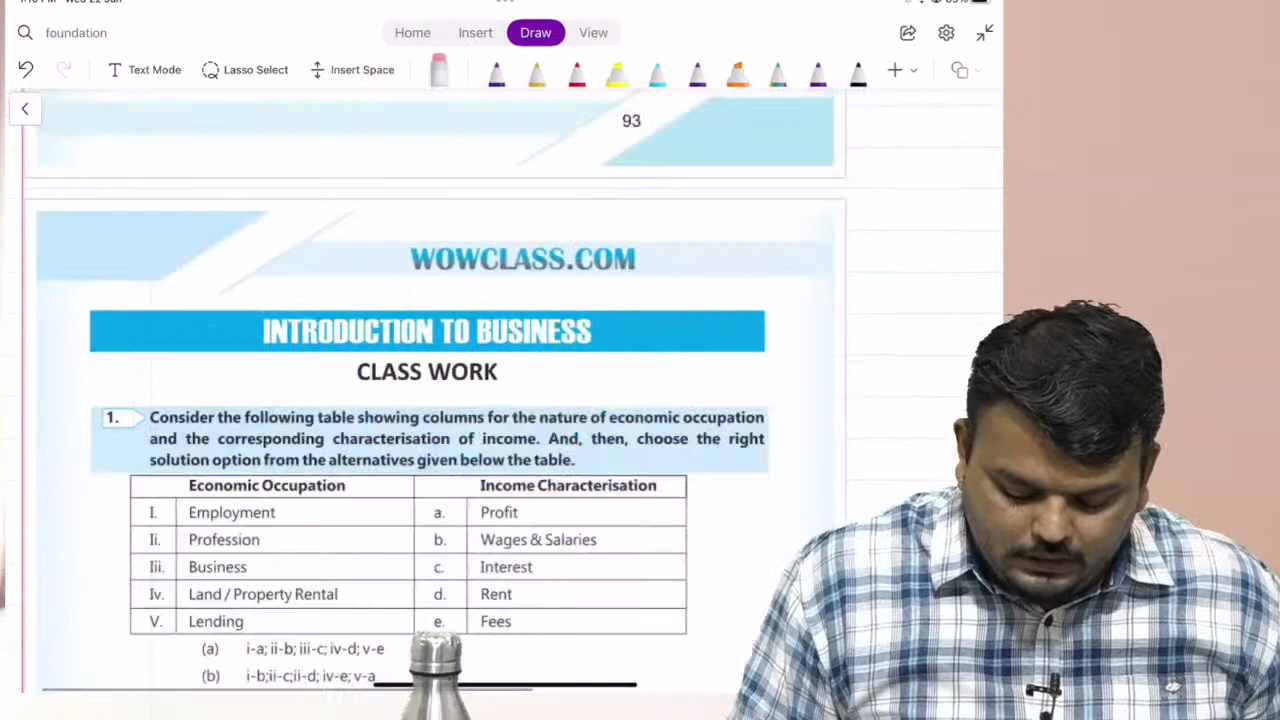 foundation
Home Insert Draw View
Text Mode Lasso Select Insert Space
93
WOWCLASS.COM
INTRODUCTION TO BUSINESS
CLASS WORK
1. Consider the following table showing columns for the nature of economic occupation
and the corresponding characterisation of income. And, then, choose the right
solution option from the alternatives given below the table.
Economic Occupation Income Characterisation
I. Employment a. Profit
Ii. Profession b. Wages & Salaries
Iii. Business c. Interest
Iv. Land / Property Rental d. Rent
V. Lending e. Fees
(a) i-a; ii-b; iii-c; iv-d; v-e
(b) i-b;ii-c;ii-d; iv-e; v-a